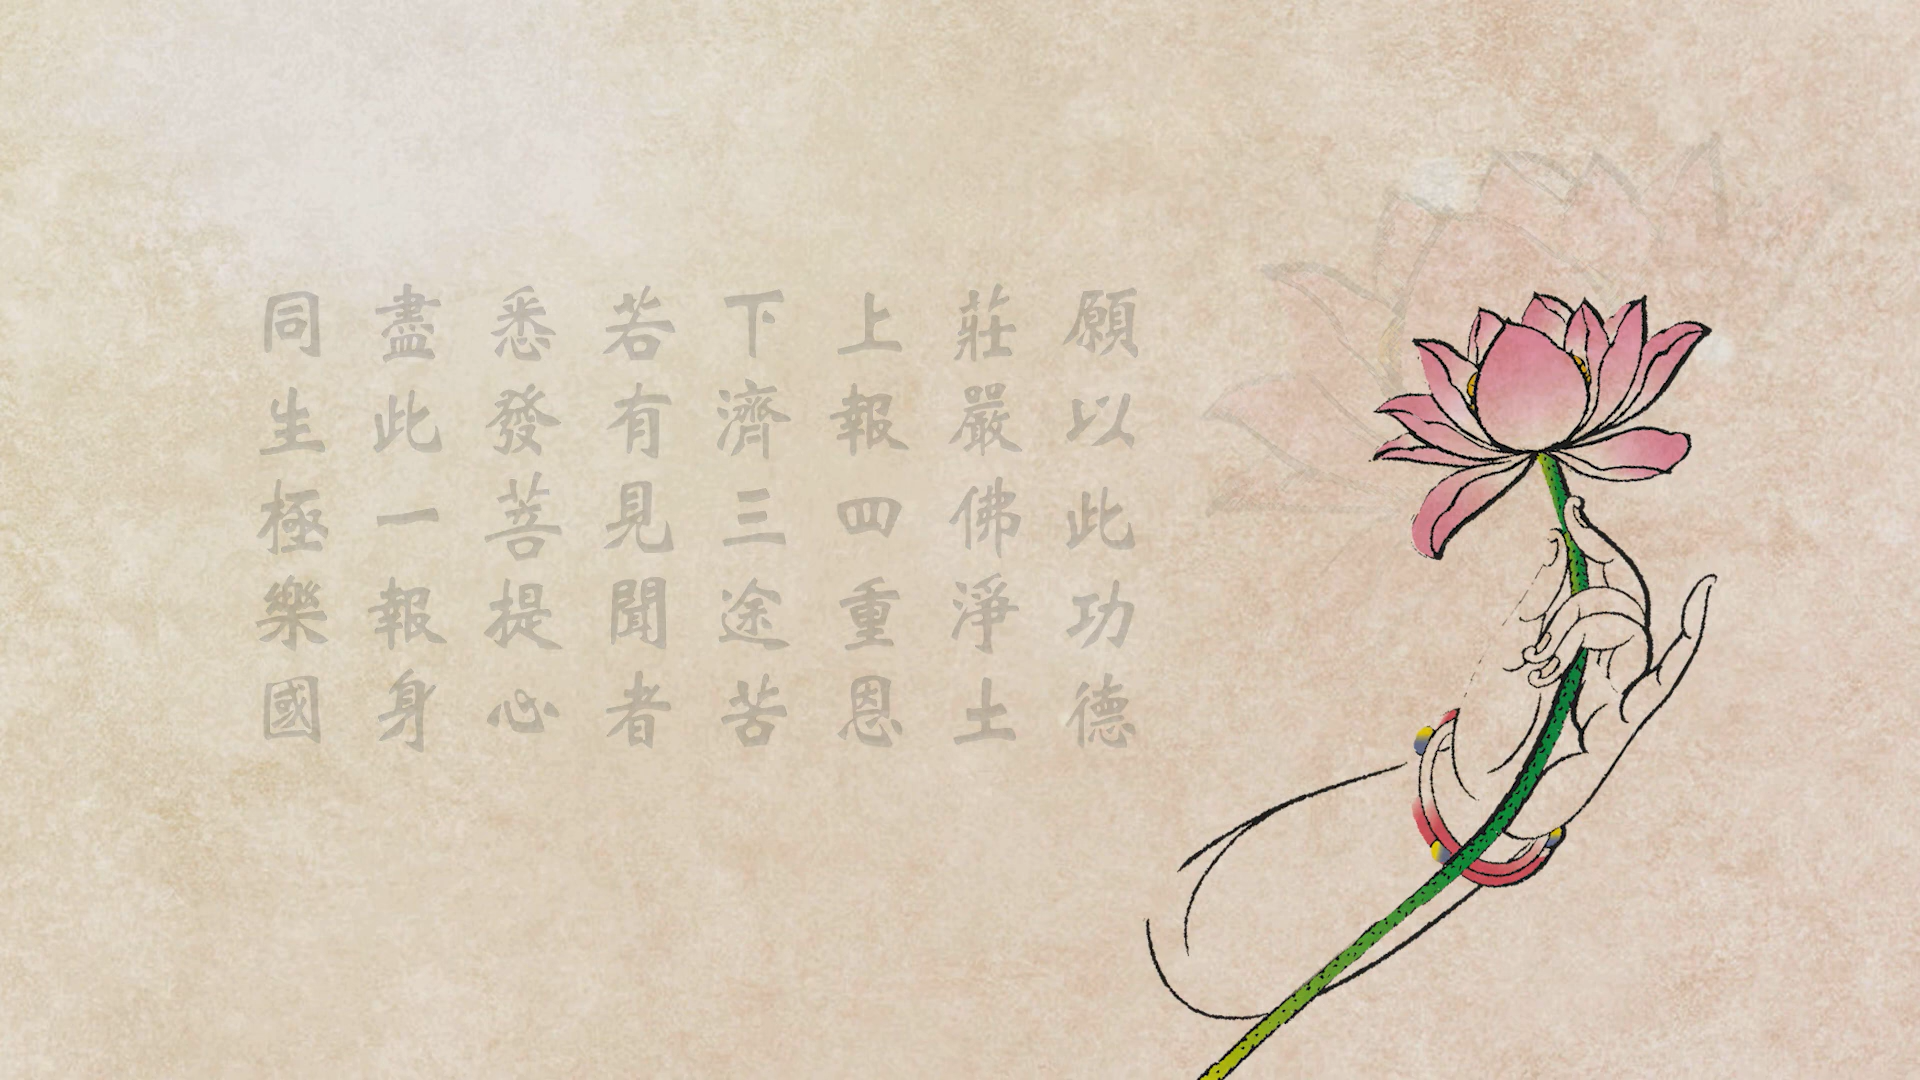 願以此功德
莊嚴佛淨土
上報四重恩
下濟三途苦
若有見聞者
悉發菩提心
盡此一報身
同生極樂國